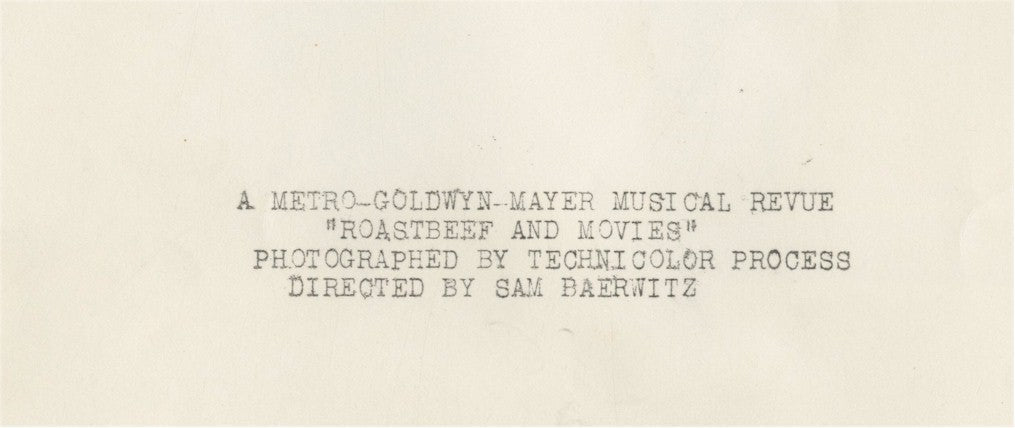 A METRO-GOLDWYN-MAYER MUSICAL REVUE
"ROASTBEEF AND MOVIES"
PHOTOGRAPHED BY TECHNICOLOR PROCESS
DIRECTED BY SAM BAERWITZ